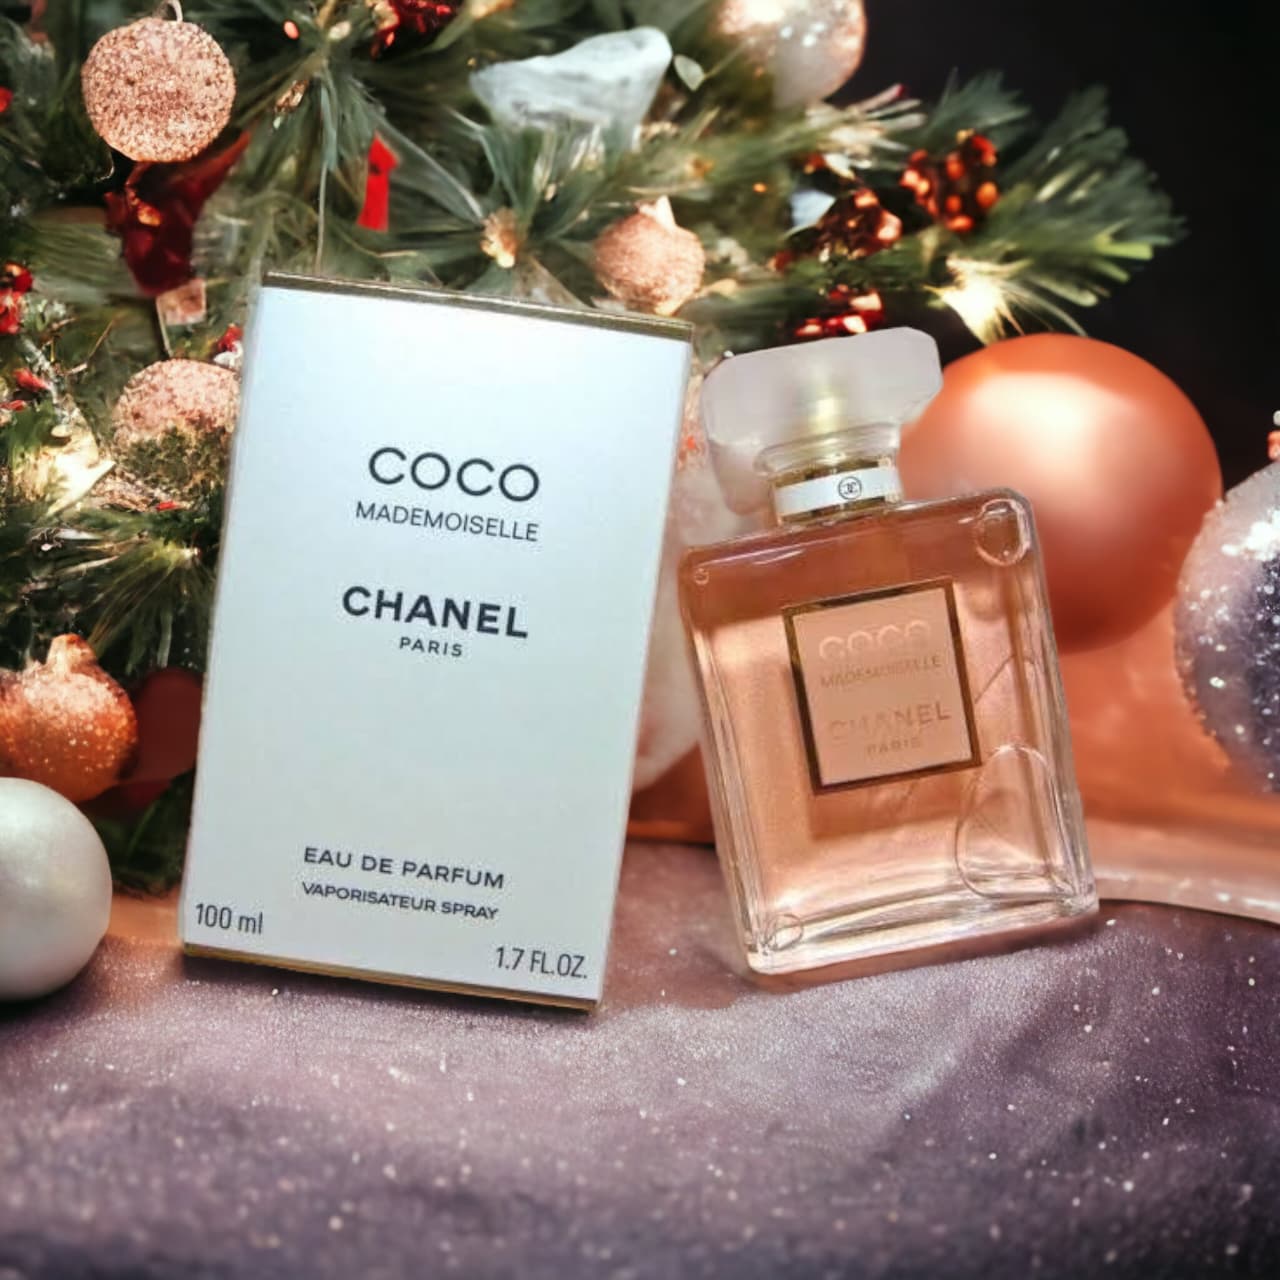 COCO
MADEMOISELLE
CHANEL
PARIS
EAU DE PARFUM
VAPORISATEUR SPRAY
100 ml
1.7 FL.OZ.
COCO
MADEMOISELLE
CHANEL
PARIS